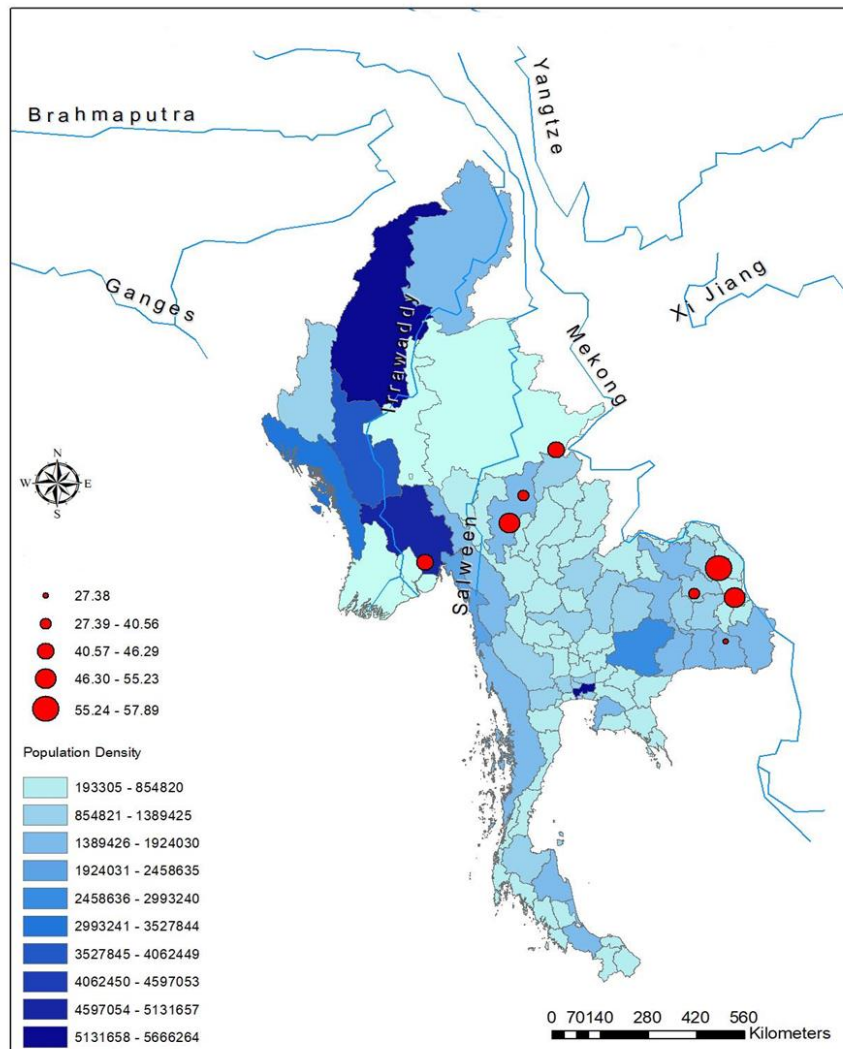 Brahmaputra
Yangtze
Ganges
Xi Jiang
Irrawaddy
Mekong
N
W E
S
Salween
27.38
27.39 - 40.56
40.57 - 46.29
46.30 - 55.23
55.24 - 57.89
Population Density
193305 - 854820
854821 - 1389425
1389426 - 1924030
1924031 - 2458635
2458636 - 2993240
2993241 - 3527844
3527845 - 4062449
4062450 - 4597053
4597054 - 5131657
5131658 - 5666264
0 70 140 280 420 560
Kilometers